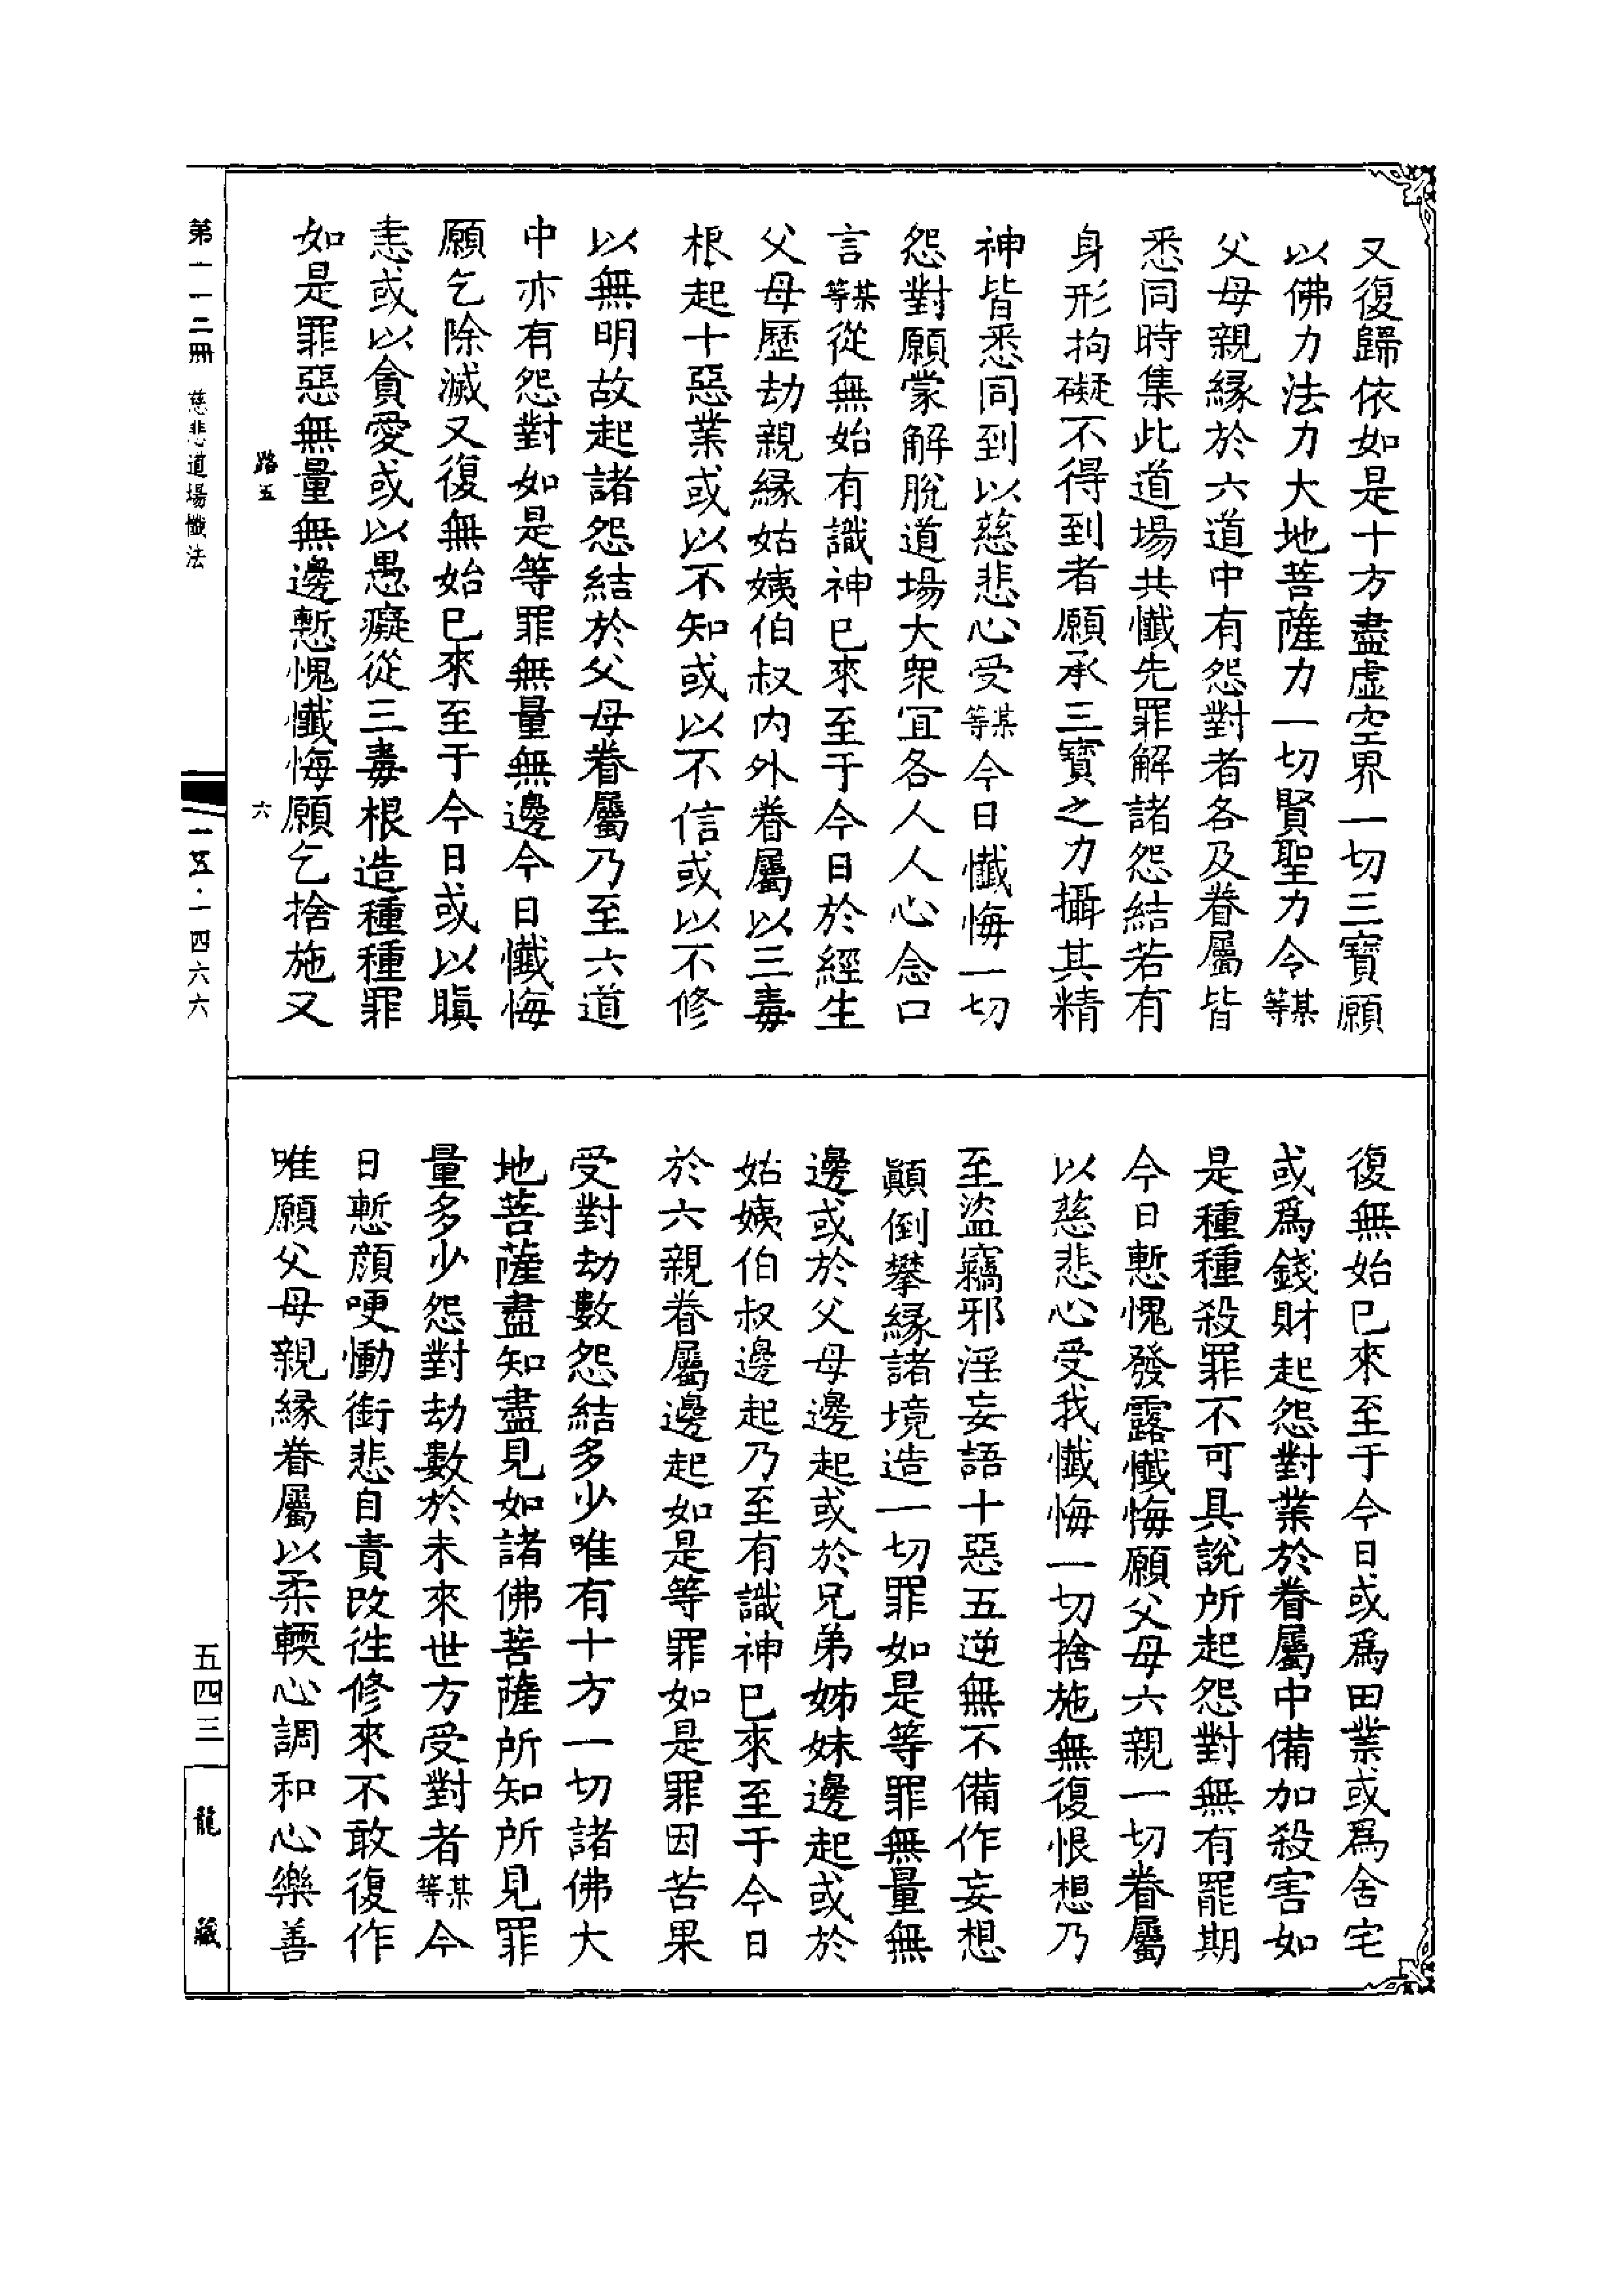 又復歸依如是十方盡虛空界一切三寶願
以佛力法力大地菩薩力一切賢聖力令某等
父母親緣於六道中有怨對者各及眷屬皆
悉同時集此道場共懺先罪解諸怨結若有
身形拘礙不得到者願承三寶之力攝其精
神皆悉同到以慈悲心受某等今日懺悔一切
怨對願蒙解脫道場大眾冝各人人心念口
言某等從無始有識神已來至于今日於經生
父母歷劫親緣姑姨伯叔內外眷屬以三毒
根起十惡業或以不知或以不信或以不修
以無明故起諸怨結於父母眷屬乃至六道
中亦有怨對如是等罪無量無邊今日懺悔
願乞除滅又復無始已來至于今日或以瞋
恚或以貪愛或以愚癡從三毒根造種種罪
如是罪惡無量無邊慙愧懺悔願乞捨施又
路五
六
復無始已來至于今日或爲田業或爲舍宅
或爲錢財起怨對業於眷屬中備加殺害如
是種種殺罪不可具說所起怨對無有罷期
今日慙愧發露懺悔願父母六親一切眷屬
以慈悲心受我懺悔一切捨施無復恨想乃
至盜竊邪淫妄語十惡五逆無不備作妄想
顛倒攀緣諸境造一切罪如是等罪無量無
邊或於父母邊起或於兄弟姊妹邊起或於
姑姨伯叔邊起乃至有識神已來至于今日
於六親眷屬邊起如是等罪如是罪因苦果
受對劫數怨結多少唯有十方一切諸佛大
地菩薩盡知盡見如諸佛菩薩所知所見罪
量多少怨對劫數於未來世方受對者某等今
日慙顏哽慟銜悲自責改往修來不敢復作
唯願父母親緣眷屬以柔輭心調和心樂善
第一一二冊 慈悲道場懺法
一五·一四六六
五四三
龍藏